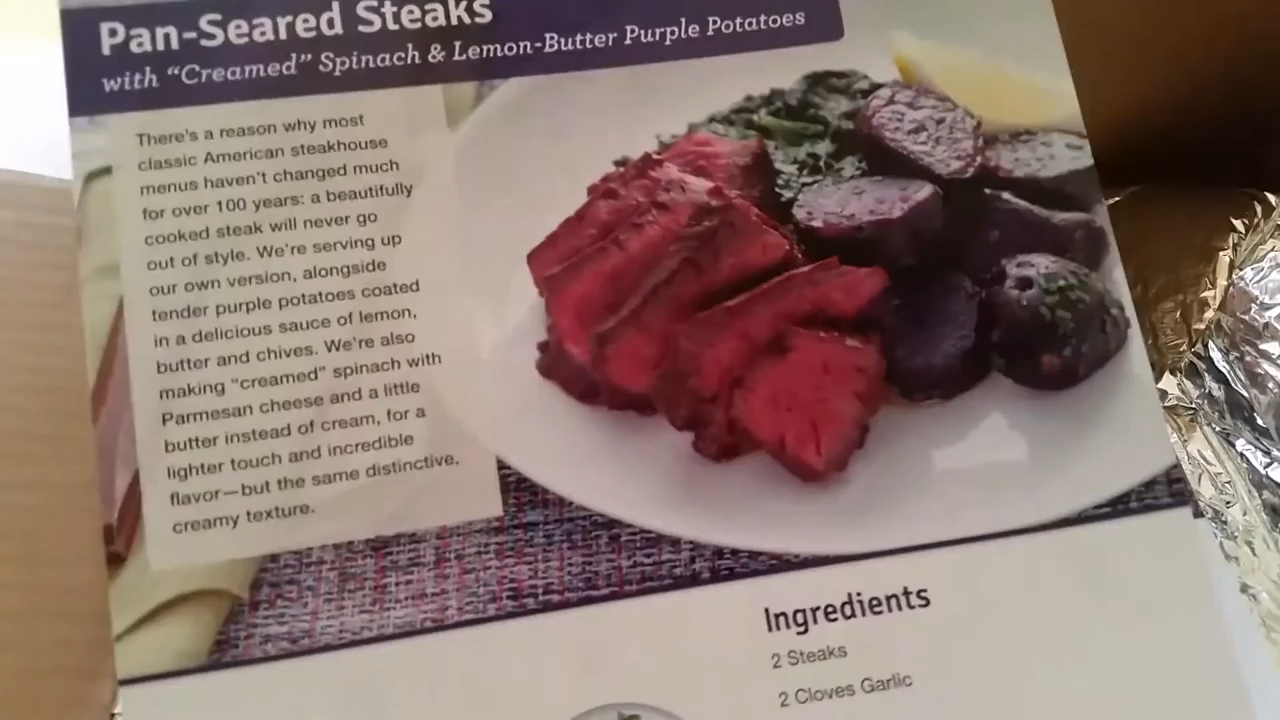 Pan-Seared Steaks
with “Creamed” Spinach & Lemon-Butter Purple Potatoes
There's a reason why most
classic American steakhouse
menus haven't changed much
for over 100 years: a beautifully
cooked steak will never go
out of style. We're serving up
our own version, alongside
tender purple potatoes coated
in a delicious sauce of lemon,
butter and chives. We're also
making “creamed” spinach with
Parmesan cheese and a little
butter instead of cream, for a
lighter touch and incredible
flavor—but the same distinctive,
creamy texture.
Ingredients
2 Steaks
2 Cloves Garlic